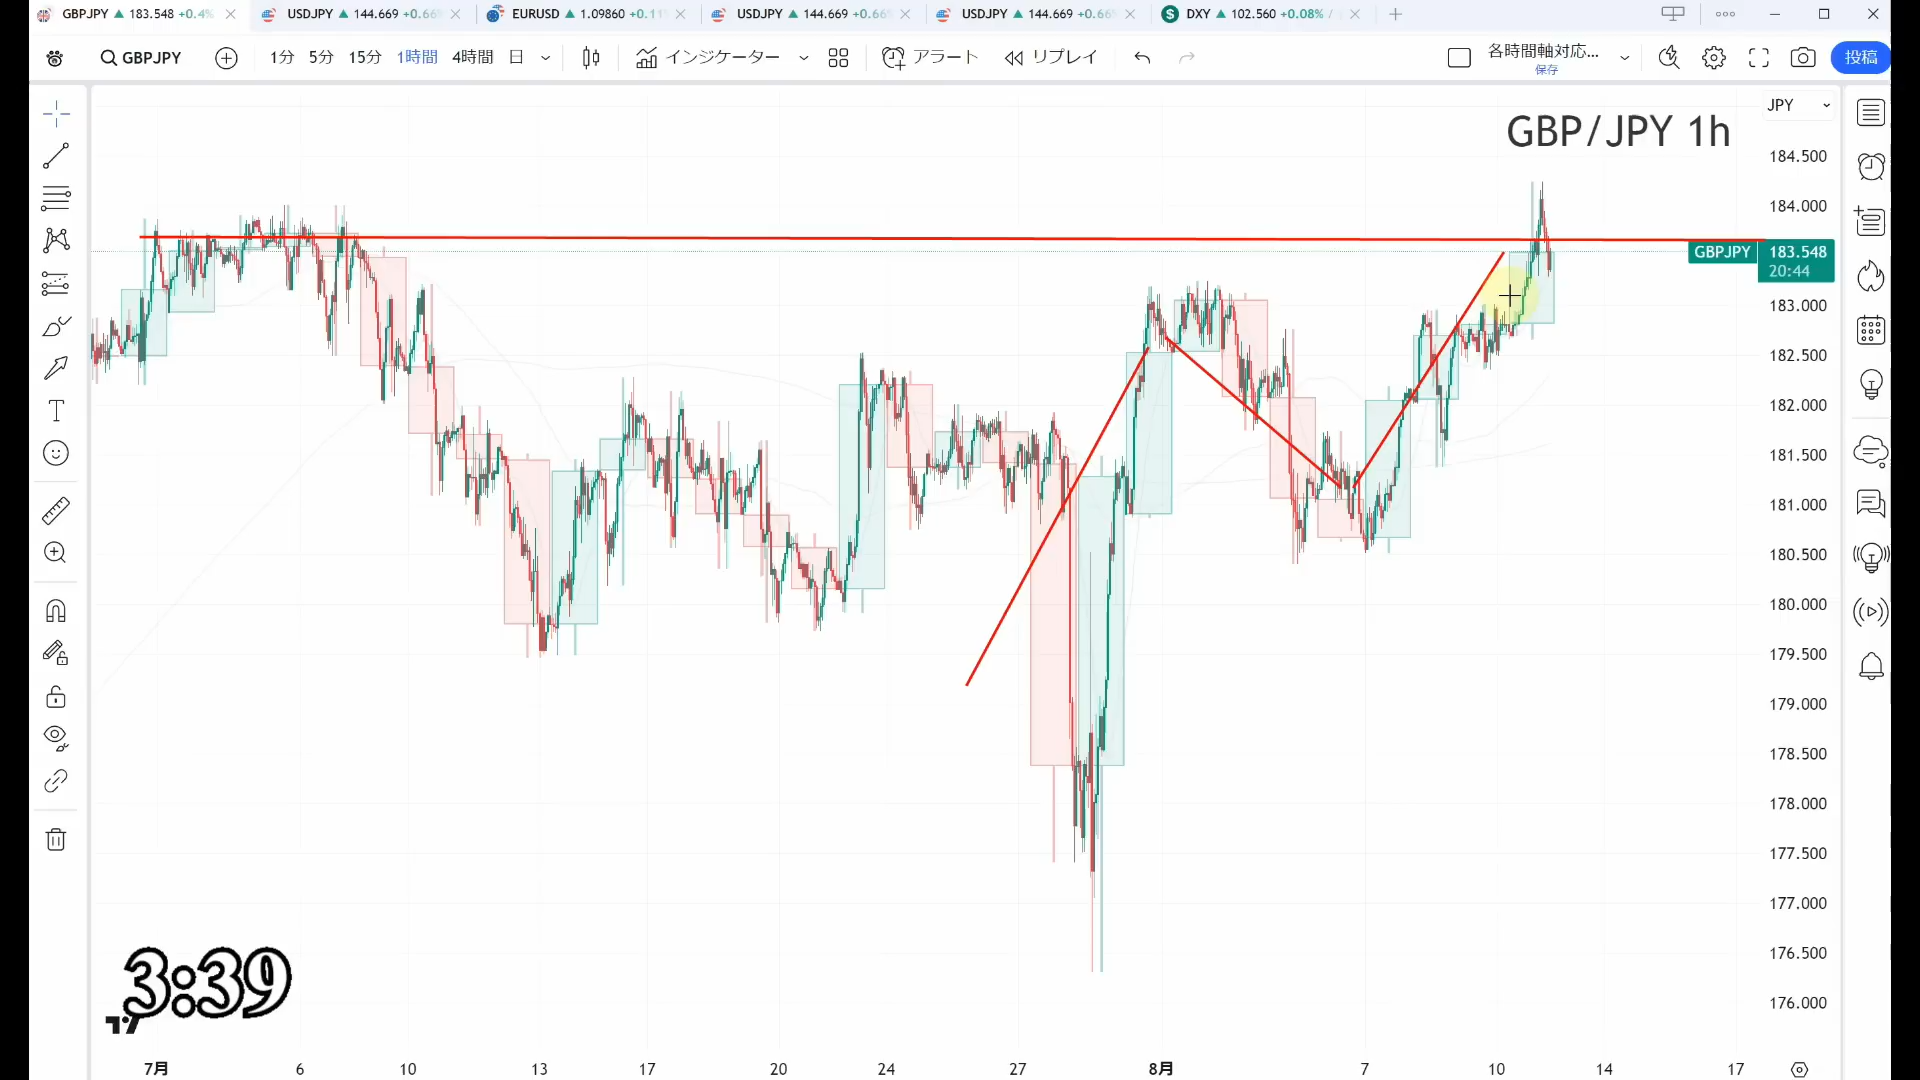 GBPJPY ▲ 183.548 +0.4%
USDJPY ▲ 144.669 +0.66%
EURUSD ▲ 1.09860 +0.11%
USDJPY ▲ 144.669 +0.66%
USDJPY ▲ 144.669 +0.66%
DXY ▲ 102.560 +0.08% /
GBPJPY
1分 5分 15分 1時間 4時間 日
インジケーター
アラート
リプレイ
各時間軸対応...
保存
投稿
JPY
GBP/JPY 1h
184.500
184.000
GBPJPY 183.548
20:44
183.000
182.500
182.000
181.500
181.000
180.500
180.000
179.500
179.000
178.500
178.000
177.500
177.000
176.500
176.000
3:39
7月 6 10 13 17 20 24 27 8月 7 10 14 17